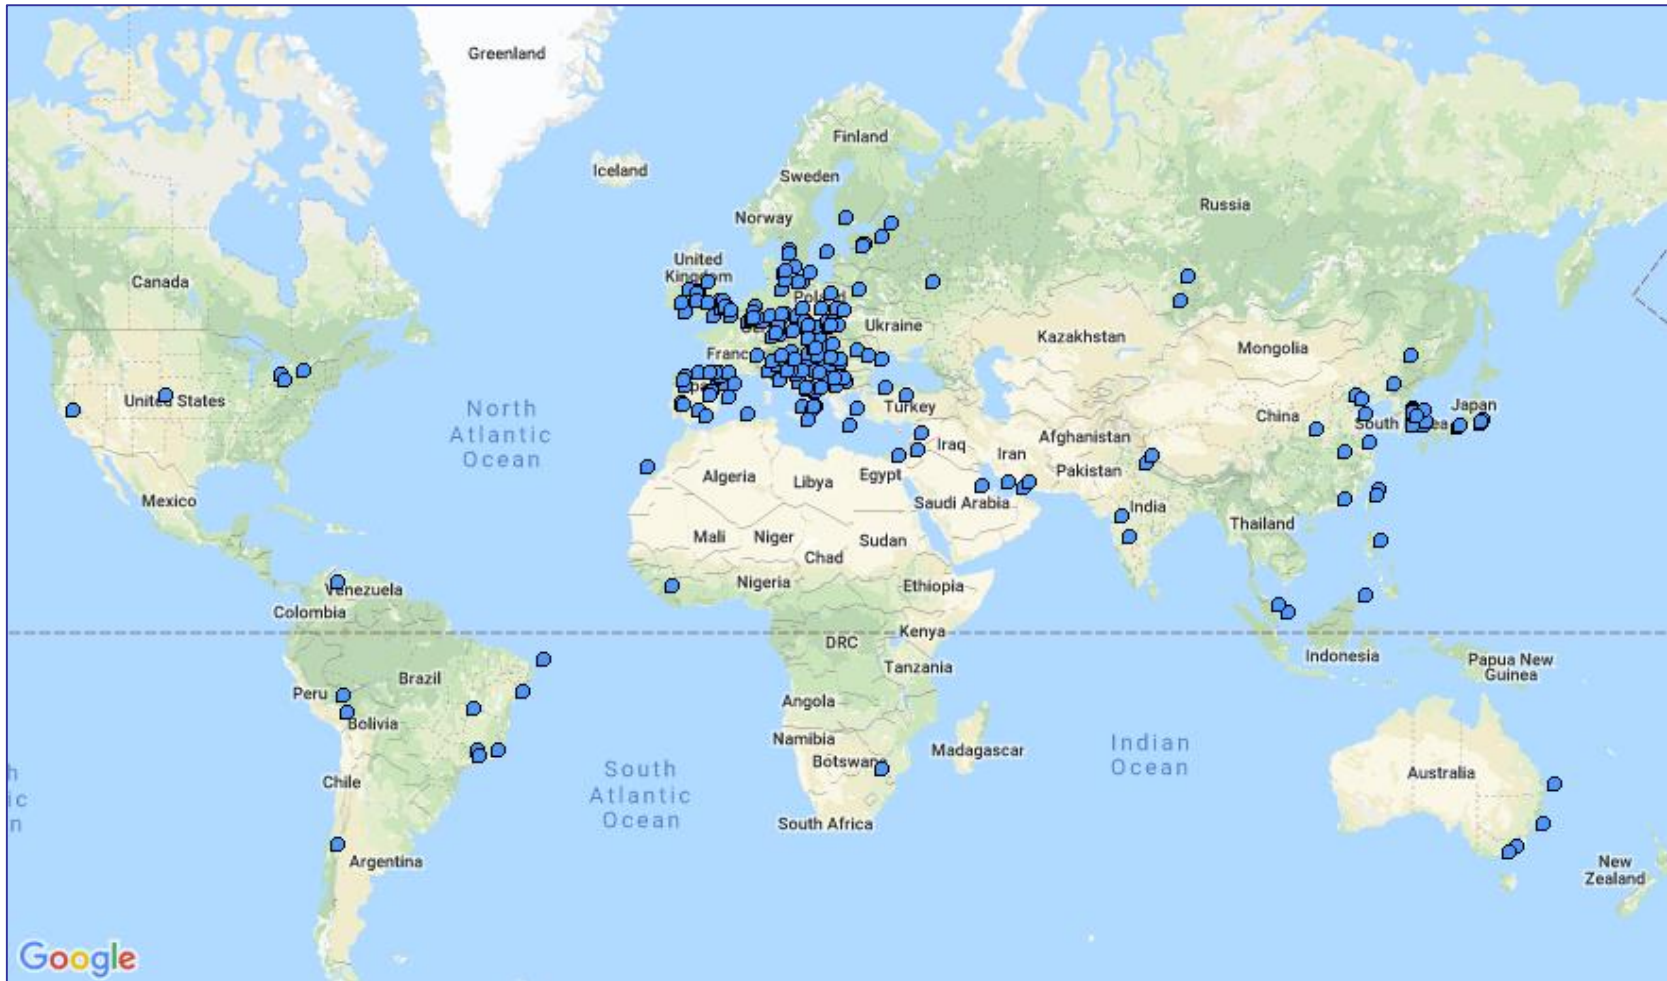 Greenland
Finland
Iceland
Sweden
Russia
Norway
United
Kingdom
Canada
Poland
Ukraine
Kazakhstan
Mongolia
Franc
United States
Turkey
China
Japan
South
North
Atlantic
Ocean
Afghanistan
Iraq
Iran
Pakistan
Algeria
Libya
Egypt
Mexico
Saudi Arabia
India
Thailand
Mali
Niger
Sudan
Chad
Nigeria
Ethiopia
Venezuela
Colombia
Kenya
DRC
Indonesia
Papua New
Guinea
Tanzania
Brazil
Peru
Angola
Bolivia
Namibia
Botswana
Madagascar
Indian
Ocean
Chile
South
Atlantic
Ocean
Australia
South Africa
Argentina
New
Zealand
Google